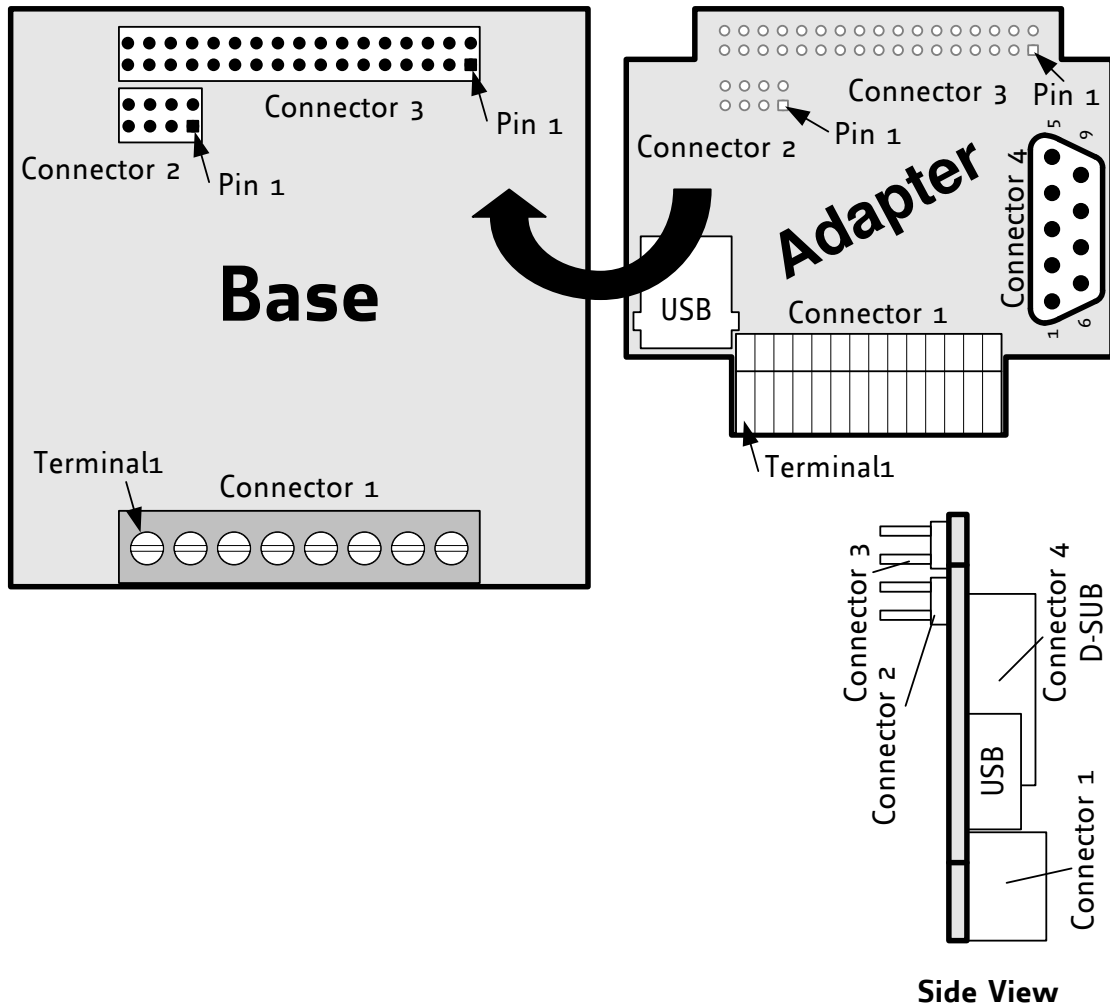 Connector 3
Pin 1
Connector 2
Pin 1
Base
Terminal1
Connector 1
Connector 3
Pin 1
Pin 1
Connector 2
5
9
Connector 4
1
6
Adapter
USB
Connector 1
Terminal1
Connector 3
Connector 2
Connector 4
D-SUB
USB
Connector 1
Side View